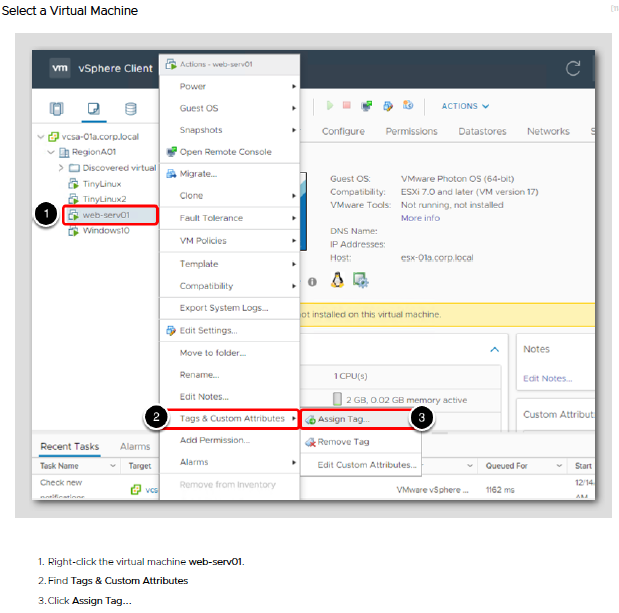 Select a Virtual Machine
vm vSphere Client
Actions - web-serv01
Power
Guest OS
Snapshots
Open Remote Console
Migrate...
Clone
Fault Tolerance
VM Policies
Template
Compatibility
Export System Logs...
Edit Settings...
Move to folder...
Rename...
Edit Notes...
2
Tags & Custom Attributes
Add Permission...
Alarms
Remove from Inventory
3
Assign Tag...
Remove Tag
Edit Custom Attributes...
vcsa-01a.corp.local
RegionA01
Discovered virtual
TinyLinux
TinyLinux2
1
web-serv01
Windows10
ACTIONS
Configure Permissions Datastores Networks S
Guest OS: VMware Photon OS (64-bit)
Compatibility: ESXi 7.0 and later (VM version 17)
VMware Tools: Not running, not installed
More info
DNS Name:
IP Addresses:
Host: esx-01a.corp.local
ot installed on this virtual machine.
1 CPU(s)
2 GB, 0.02 GB memory active
Notes
Edit Notes...
Custom Attribut
Recent Tasks Alarms
Task Name Target Queued For Start
Check new
notifications
vcs
VMware vSphere ... 1162 ms
12/14/
AM
1. Right-click the virtual machine web-serv01.
2. Find Tags & Custom Attributes
3. Click Assign Tag...